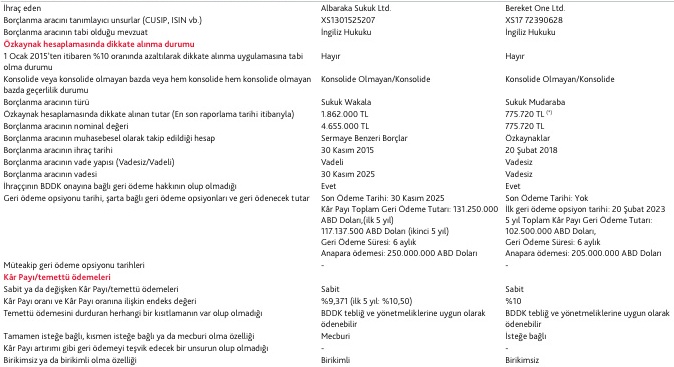 İhraç eden Albaraka Sukuk Ltd. Bereket One Ltd.
Borçlanma aracını tanımlayıcı unsurlar (CUSIP, ISIN vb.) XS1301525207 XS17 72390628
Borçlanma aracının tabi olduğu mevzuat İngiliz Hukuku İngiliz Hukuku
Özkaynak hesaplamasında dikkate alınma durumu
1 Ocak 2015'ten itibaren %10 oranında azaltılarak dikkate alınma uygulamasına tabi Hayır Hayır
olma durumu
Konsolide veya konsolide olmayan bazda veya hem konsolide hem konsolide olmayan Konsolide Olmayan/Konsolide Konsolide Olmayan/Konsolide
bazda geçerlilik durumu
Borçlanma aracının türü Sukuk Wakala Sukuk Mudaraba
Özkaynak hesaplamasında dikkate alınan tutar (En son raporlama tarihi itibarıyla) 1.862.000 TL 775.720 TL (*)
Borçlanma aracının nominal değeri 4.655.000 TL 775.720 TL
Borçlanma aracının muhasebesel olarak takip edildiği hesap Sermaye Benzeri Borçlar Özkaynaklar
Borçlanma aracının ihraç tarihi 30 Kasım 2015 20 Şubat 2018
Borçlanma aracının vade yapısı (Vadesiz/Vadeli) Vadeli Vadesiz
Borçlanma aracının vadesi 30 Kasım 2025 Vadesiz
İhraççının BDDK onayına bağlı geri ödeme hakkının olup olmadığı Evet Evet
Geri ödeme opsiyonu tarihi, şarta bağlı geri ödeme opsiyonları ve geri ödenecek tutar Son Ödeme Tarihi: 30 Kasım 2025 Son Ödeme Tarihi: Yok
Kâr Payı Toplam Geri Ödeme Tutarı: 131.250.000 İlk geri ödeme opsiyon tarihi: 20 Şubat 2023
ABD Doları,(ilk 5 yıl) 5 yıl Toplam Kâr Payı Geri Ödeme Tutarı:
117.137.500 ABD Doları (ikinci 5 yıl) 102.500.000 ABD Doları,
Geri Ödeme Süresi: 6 aylık Geri Ödeme Süresi: 6 aylık
Anapara ödemesi: 250.000.000 ABD Doları Anapara ödemesi: 205.000.000 ABD Doları
Müteakip geri ödeme opsiyonu tarihleri - -
Kâr Payı/temettü ödemeleri
Sabit ya da değişken Kâr Payı/temettü ödemeleri Sabit Sabit
Kâr Payı oranı ve Kâr Payı oranına ilişkin endeks değeri %9,371 (ilk 5 yıl: %10,50) %10
Temettü ödemesini durduran herhangi bir kısıtlamanın var olup olmadığı BDDK tebliğ ve yönetmeliklerine uygun olarak BDDK tebliğ ve yönetmeliklerine uygun olarak
ödenebilir ödenebilir
Tamamen isteğe bağlı, kısmen isteğe bağlı ya da mecburi olma özelliği Mecburi İsteğe bağlı
Kâr Payı artırımı gibi geri ödemeyi teşvik edecek bir unsurun olup olmadığı - -
Birikimsiz ya da birikimli olma özelliği Birikimli Birikimsiz